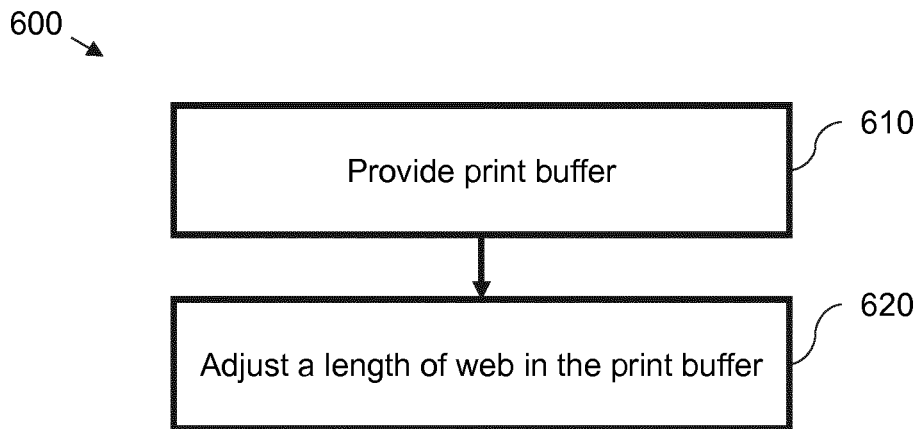 600
610
Provide print buffer
620
Adjust a length of web in the print buffer